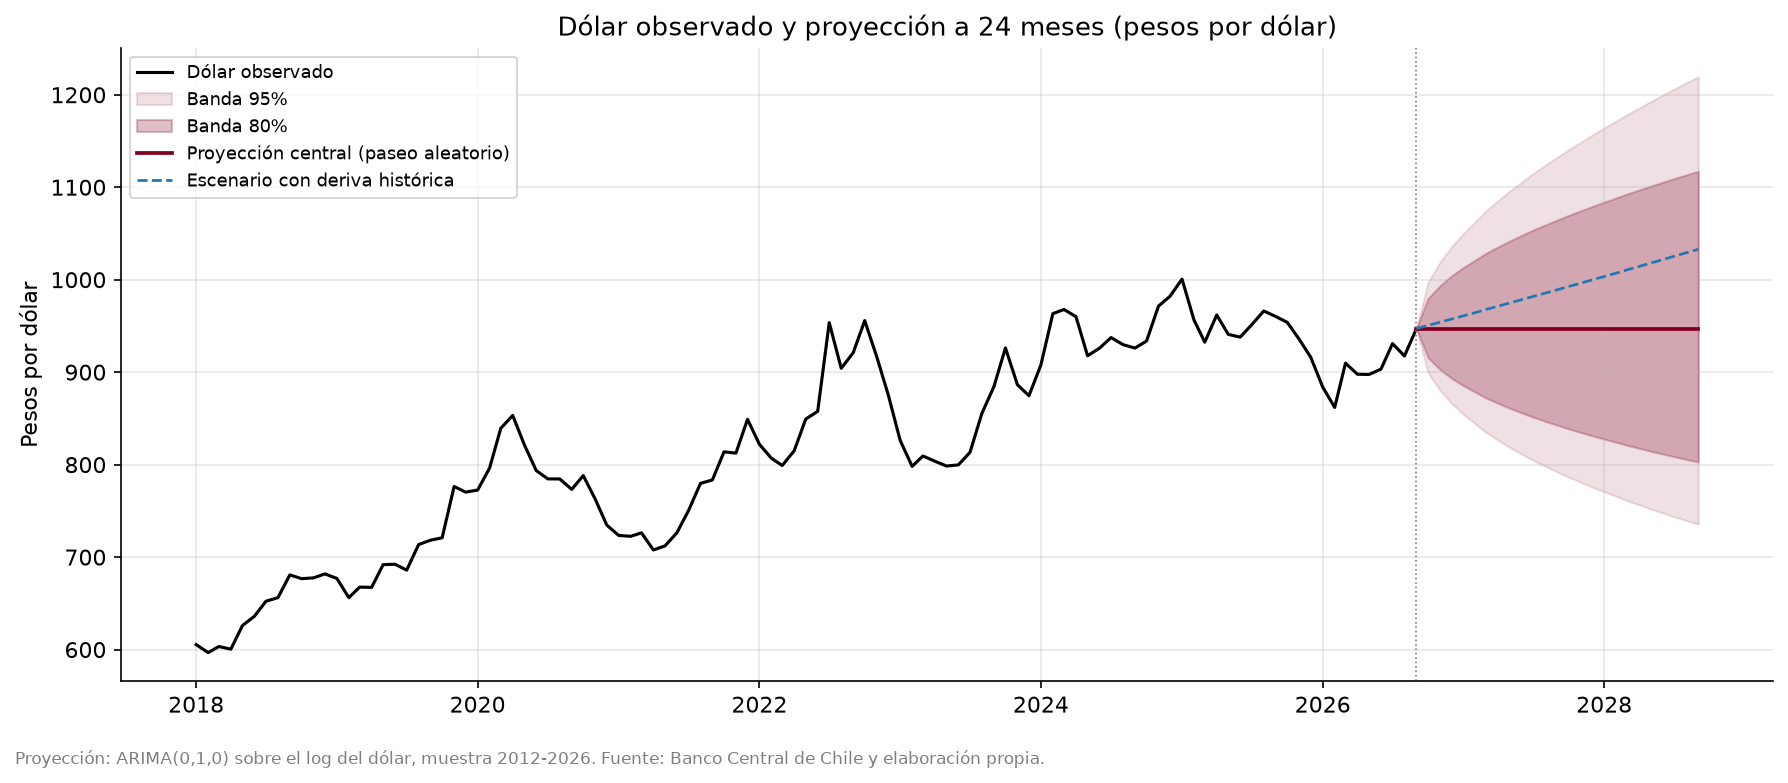 Dólar observado y proyección a 24 meses (pesos por dólar)
Dólar observado
Banda 95%
Banda 80%
Proyección central (paseo aleatorio)
Escenario con deriva histórica
Pesos por dólar
1200
1100
1000
900
800
700
600
2018
2020
2022
2024
2026
2028
Proyección: ARIMA(0,1,0) sobre el log del dólar, muestra 2012-2026. Fuente: Banco Central de Chile y elaboración propia.